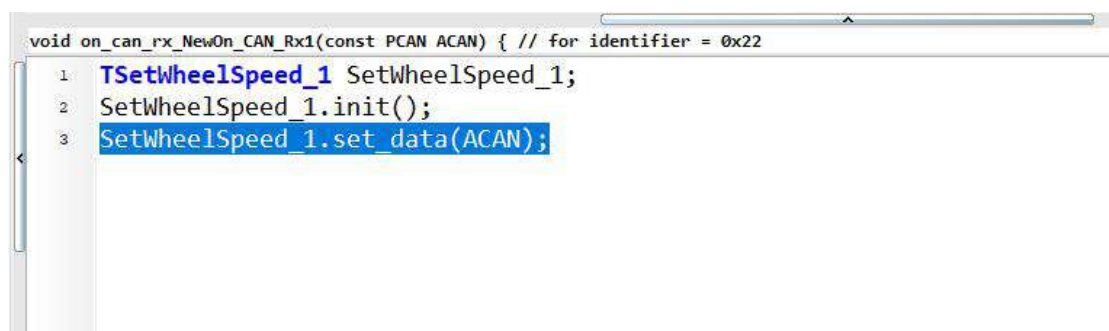 void on_can_rx_NewOn_CAN_Rx1(const PCAN ACAN) { // for identifier = 0x22
1 TSetWheelSpeed_1 SetWheelSpeed_1;
2 SetWheelSpeed_1.init();
3 SetWheelSpeed_1.set_data(ACAN);